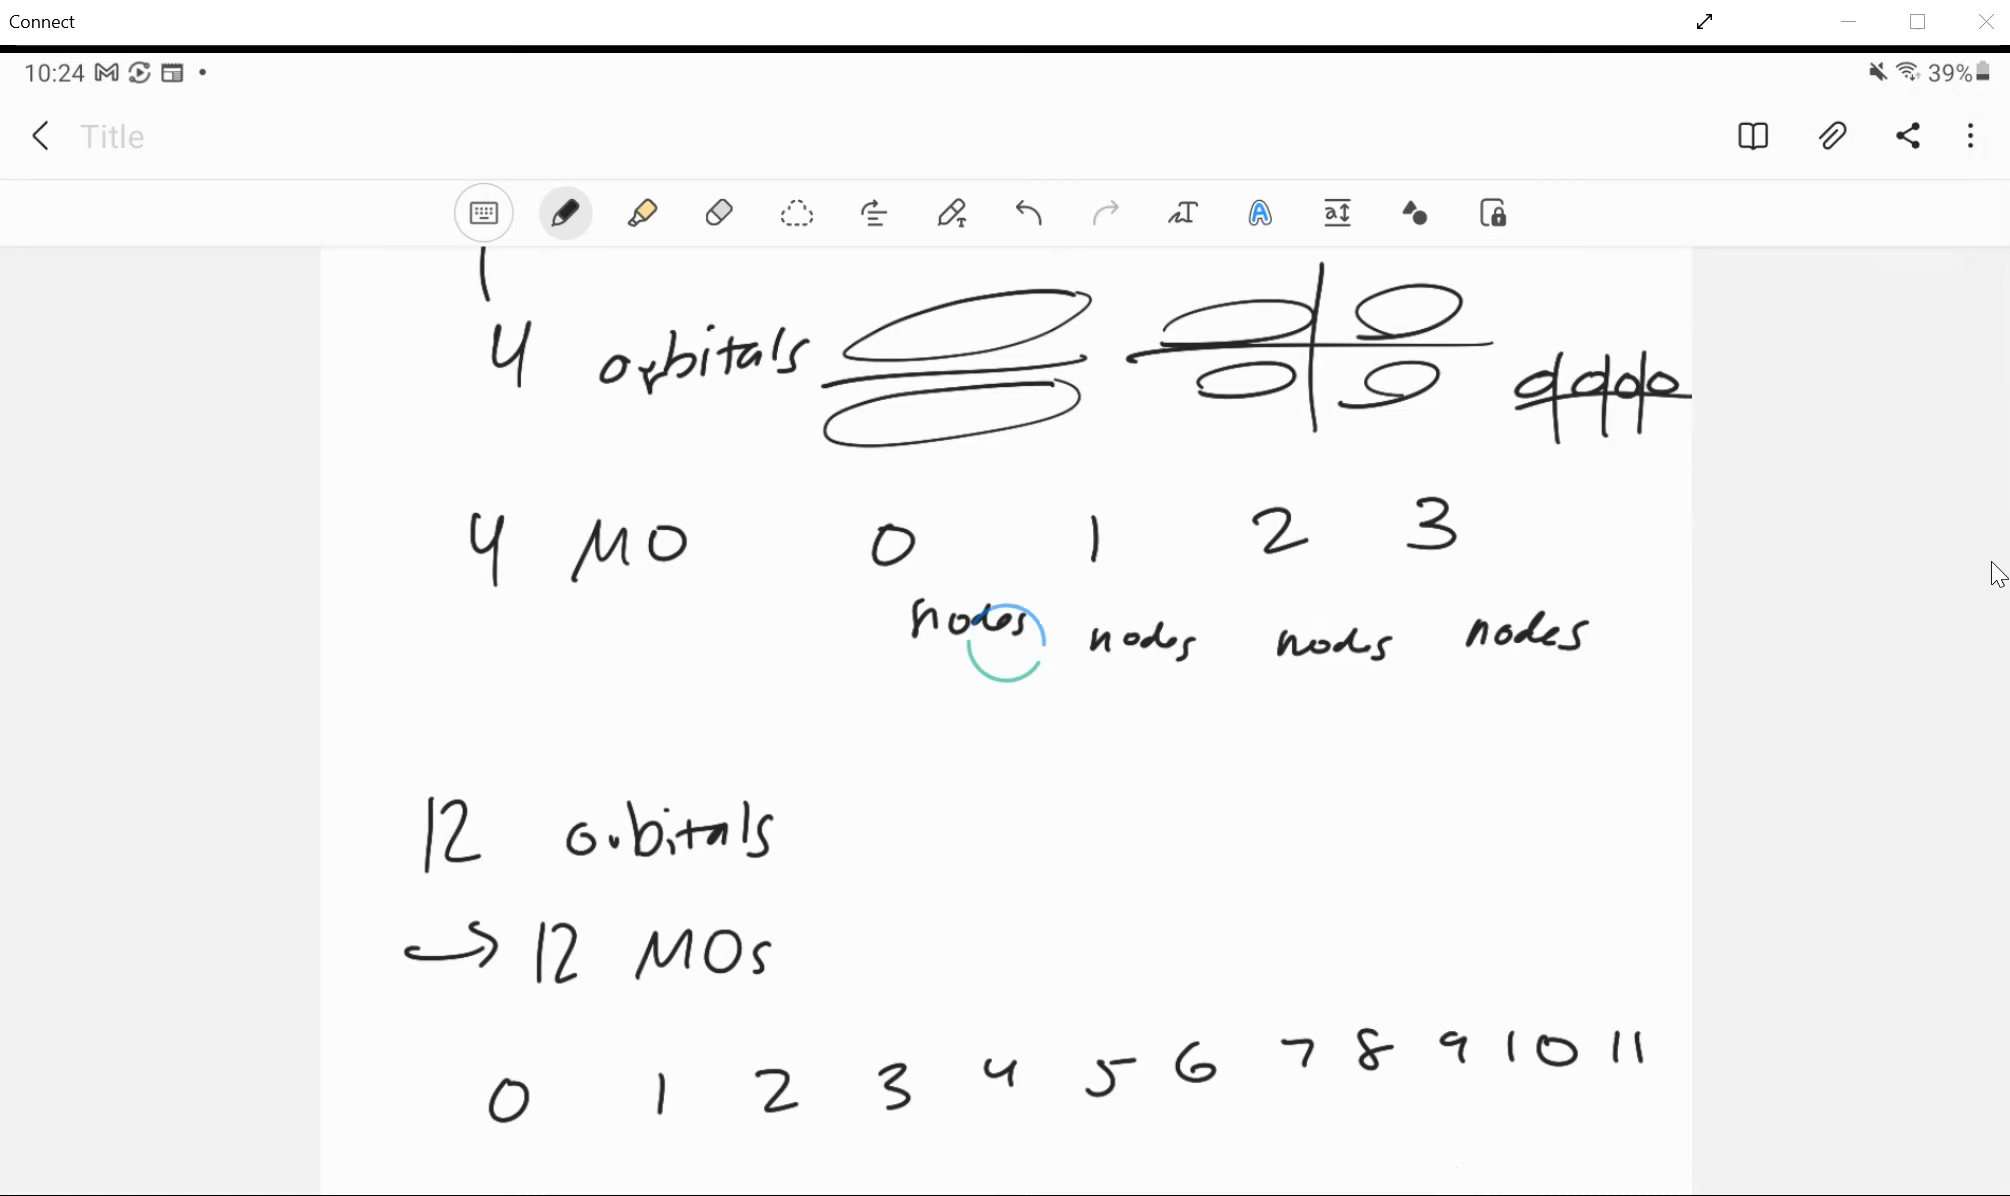 Connect
10:24 39%
Title
4 orbitals
4 MO 0 1 2 3
nodes nodes nodes nodes
12 orbitals
→ 12 MOs
0 1 2 3 4 5 6 7 8 9 10 11